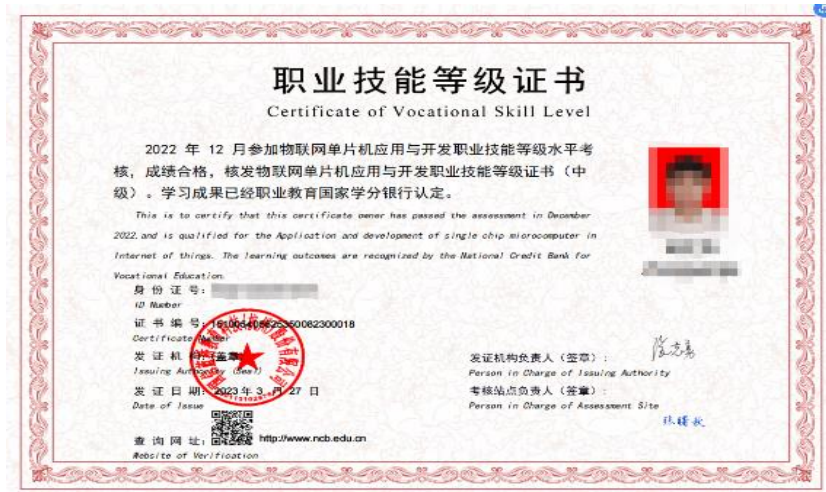 职业技能等级证书
Certificate of Vocational Skill Level
2022 年 12 月参加物联网单片机应用与开发职业技能等级水平考
核，成绩合格，核发物联网单片机应用与开发职业技能等级证书（中
级）。学习成果已经职业教育国家学分银行认定。
This is to certify that this certificate owner has passed the assessment in December
2022,and is qualified for the Application and development of single chip microcomputer in
Internet of things. The learning outcomes are recognized by the National Credit Bank for
Vocational Education.
身 份 证 号：
ID Number
证 书 编 号：
Certificate Number
发 证 机 构（盖章）
Issuing Authority (Seal)
发 证 日 期：2023 年 3 月 27 日
Date of Issue
查 询 网 址： http://www.ncb.edu.cn
Website of Verification
发证机构负责人（签章）：
Person in Charge of Issuing Authority
考核站点负责人（签章）：
Person in Charge of Assessment Site